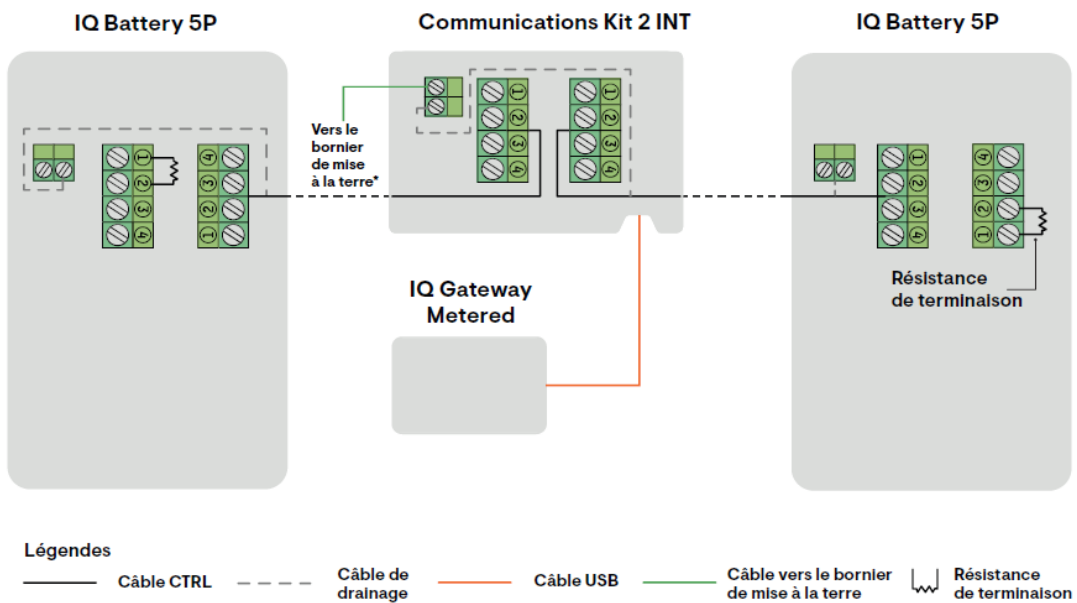 IQ Battery 5P
Communications Kit 2 INT
IQ Battery 5P
1
2
3
4
4
3
2
1
Vers le
bornier
de mise
à la terre*
1
2
3
4
1
2
3
4
1
2
3
4
4
3
2
1
Résistance
de terminaison
IQ Gateway
Metered
Légendes
Câble CTRL
Câble de
drainage
Câble USB
Câble vers le bornier
de mise à la terre
Résistance
de terminaison